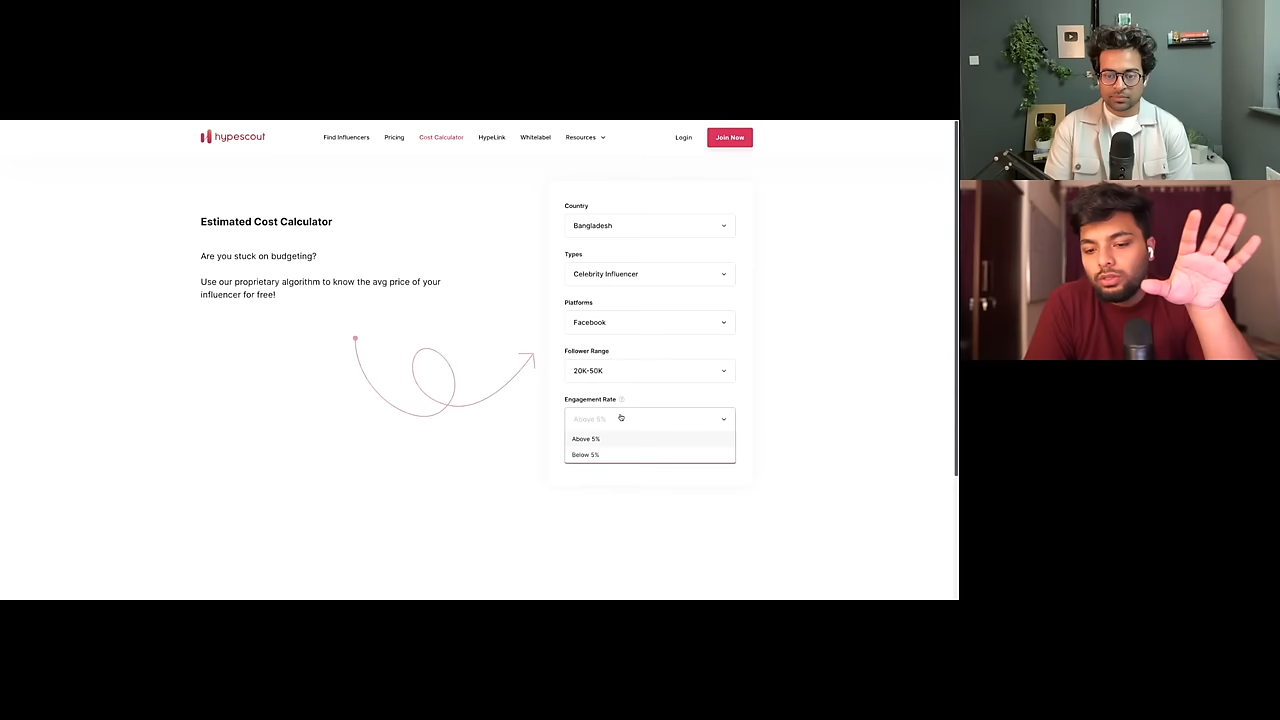 hypescout
Find Influencers
Pricing
Cost Calculator
HypeLink
Whitelabel
Resources
Login
Join Now
Estimated Cost Calculator
Are you stuck on budgeting?
Use our proprietary algorithm to know the avg price of your
influencer for free!
Country
Bangladesh
Types
Celebrity Influencer
Platforms
Facebook
Follower Range
20K-50K
Engagement Rate
Above 5%
Above 5%
Below 5%